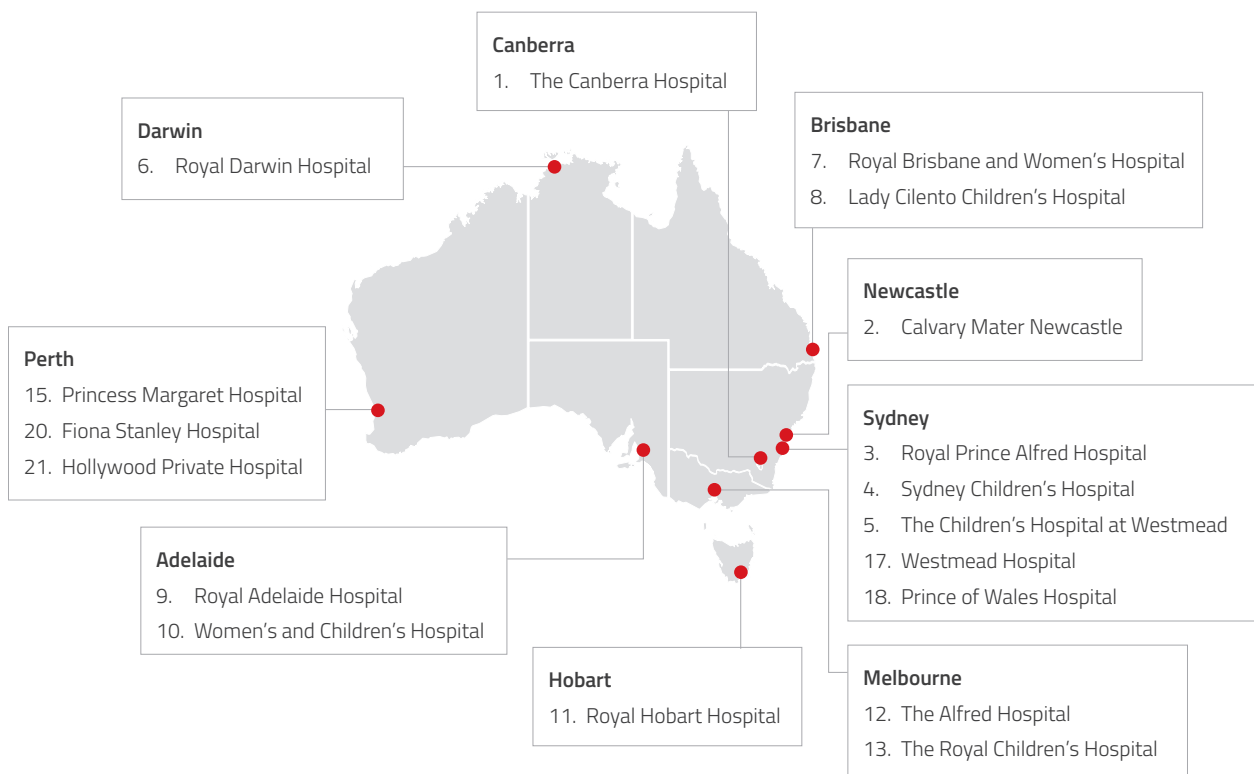 Canberra
1. The Canberra Hospital
Darwin
6. Royal Darwin Hospital
Brisbane
7. Royal Brisbane and Women's Hospital
8. Lady Cilento Children's Hospital
Newcastle
2. Calvary Mater Newcastle
Perth
15. Princess Margaret Hospital
20. Fiona Stanley Hospital
21. Hollywood Private Hospital
Sydney
3. Royal Prince Alfred Hospital
4. Sydney Children's Hospital
5. The Children's Hospital at Westmead
17. Westmead Hospital
18. Prince of Wales Hospital
Adelaide
9. Royal Adelaide Hospital
10. Women's and Children's Hospital
Hobart
11. Royal Hobart Hospital
Melbourne
12. The Alfred Hospital
13. The Royal Children's Hospital